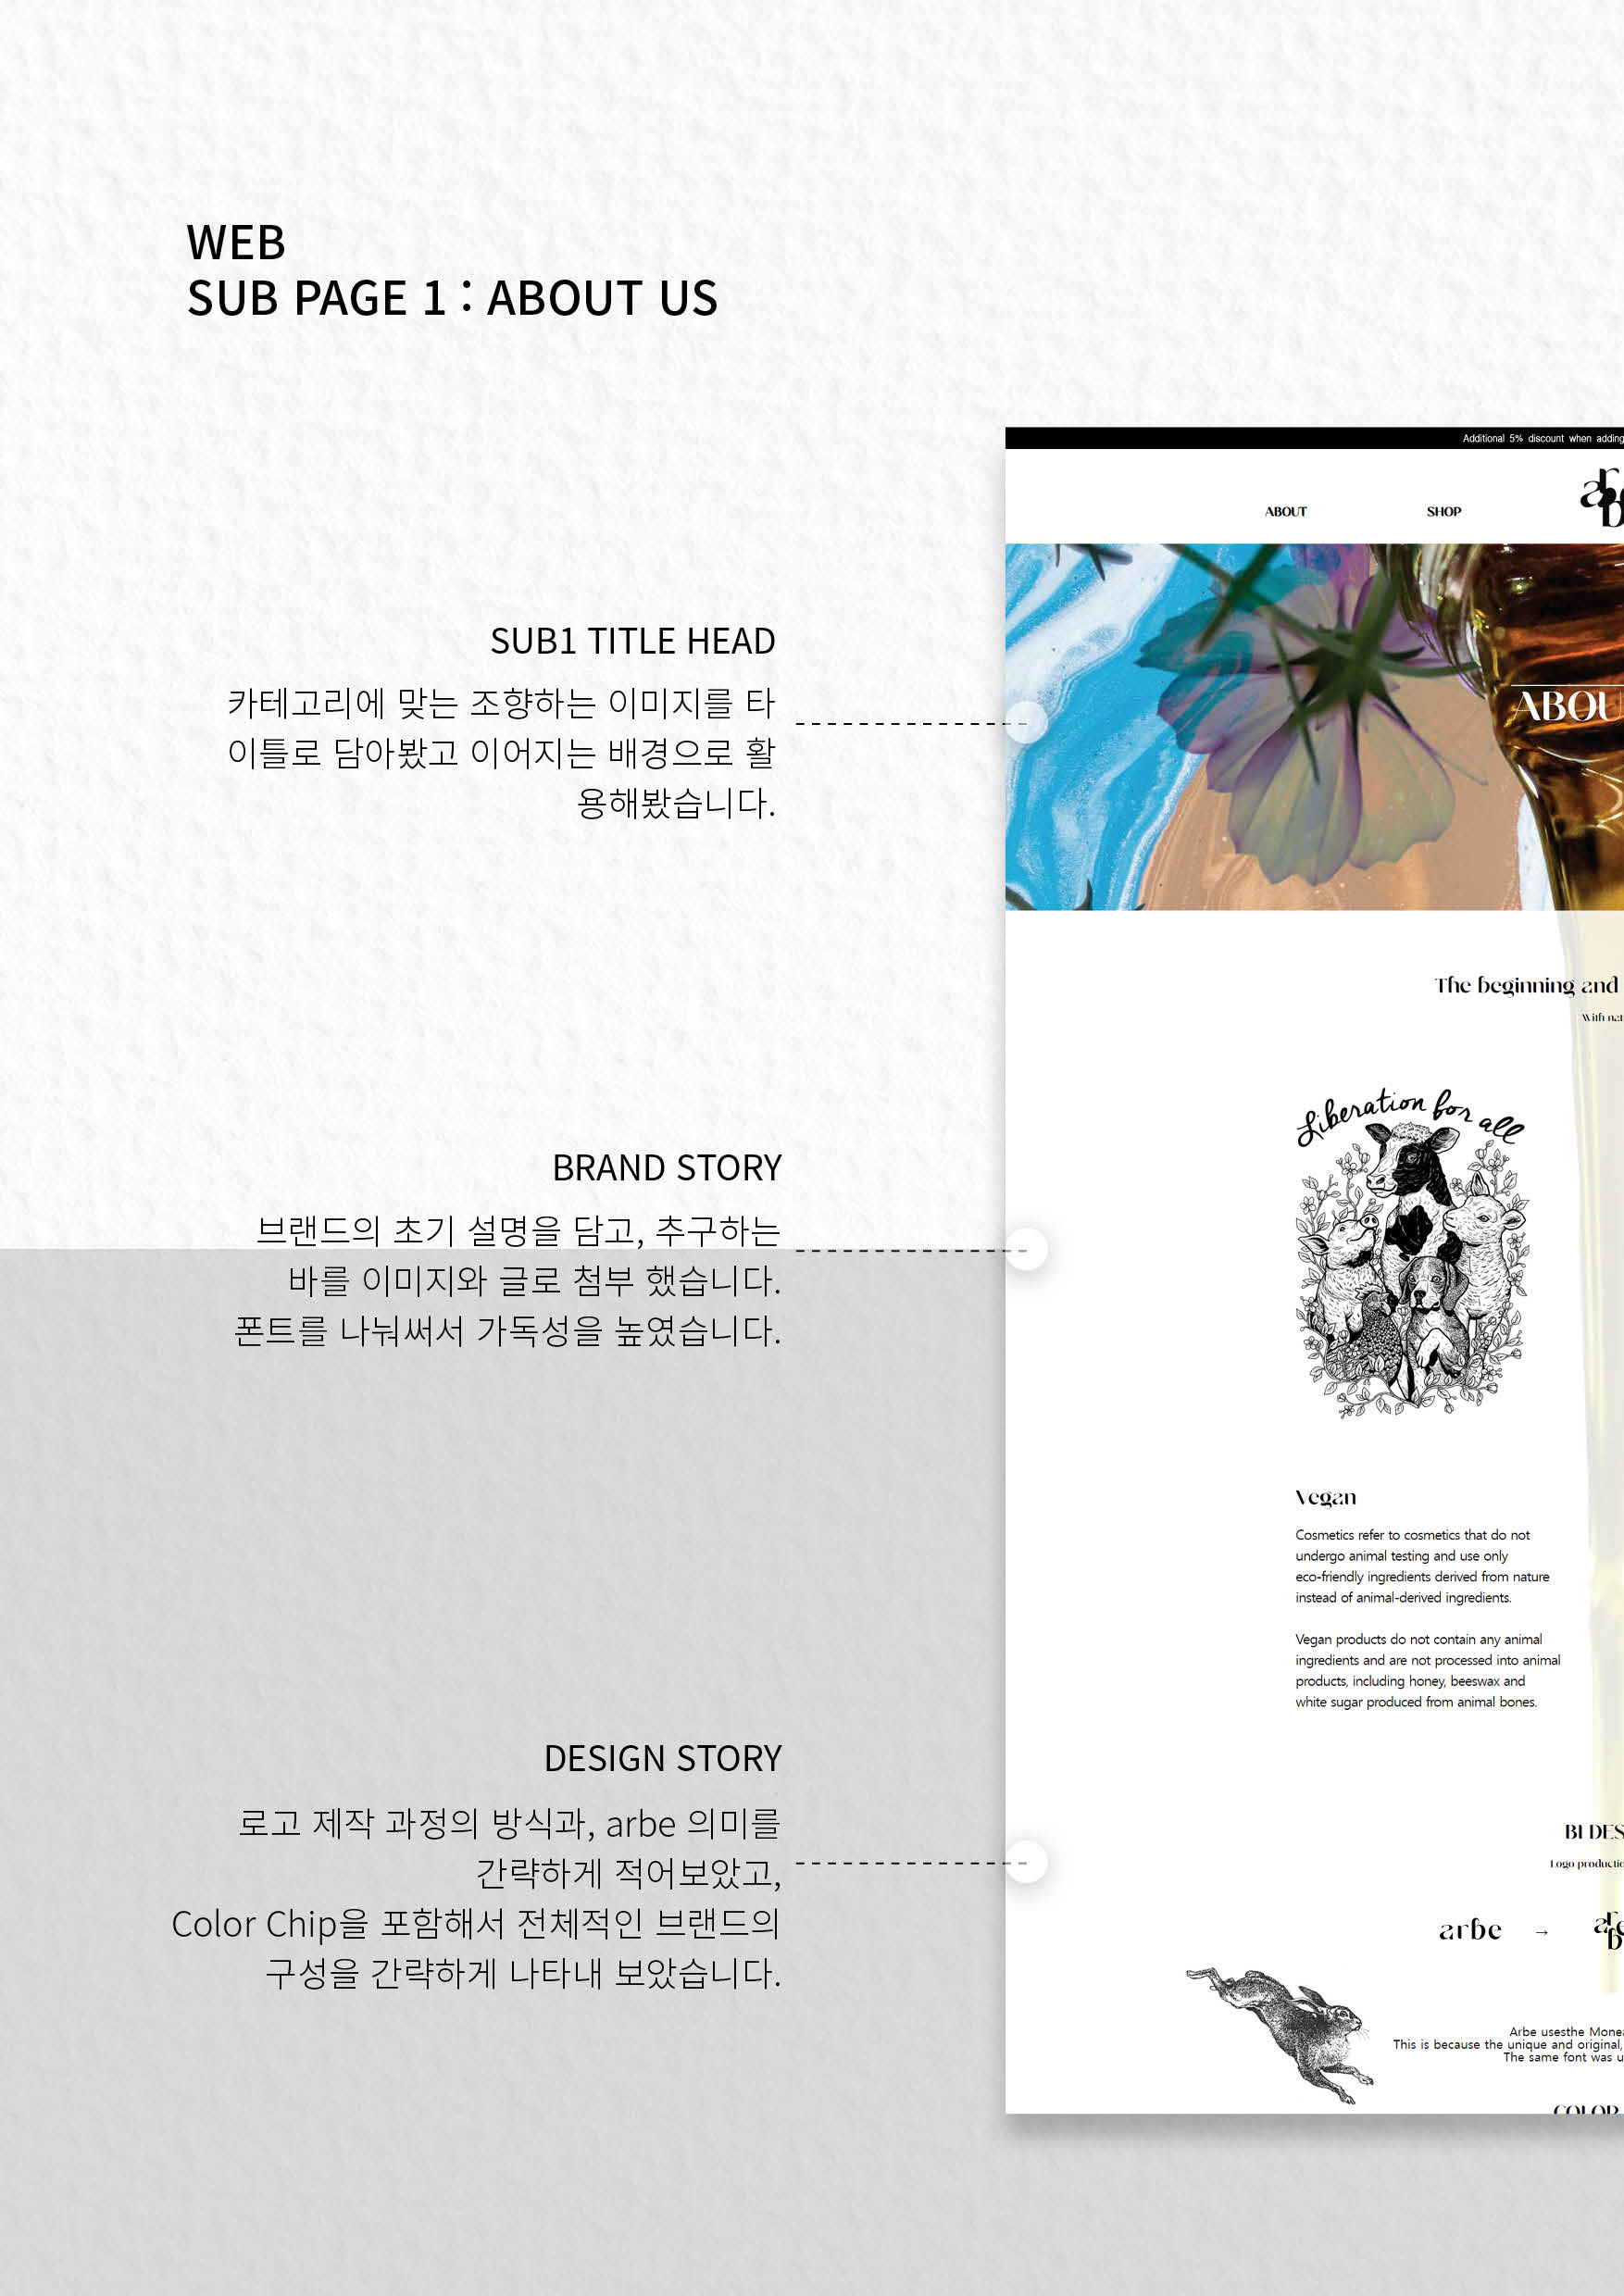 WEB
SUB PAGE 1 : ABOUT US
SUB1 TITLE HEAD
카테고리에 맞는 조향하는 이미지를 타
이틀로 담아봤고 이어지는 배경으로 활
용해봤습니다.
BRAND STORY
브랜드의 초기 설명을 담고, 추구하는
바를 이미지와 글로 첨부 했습니다.
폰트를 나눠써서 가독성을 높였습니다.
DESIGN STORY
로고 제작 과정의 방식과, arbe 의미를
간략하게 적어보았고,
Color Chip을 포함해서 전체적인 브랜드의
구성을 간략하게 나타내 보았습니다.
Additional 5% discount when adding
ABOUT SHOP
ABOU
The beginning and
With nat
Liberation for all
Vegan
Cosmetics refer to cosmetics that do not
undergo animal testing and use only
eco-friendly ingredients derived from nature
instead of animal-derived ingredients.
Vegan products do not contain any animal
ingredients and are not processed into animal
products, including honey, beeswax and
white sugar produced from animal bones.
BI DES
Logo productio
arbe →
Arbe usesthe Mone
This is because the unique and original,
The same font was u
COLOR